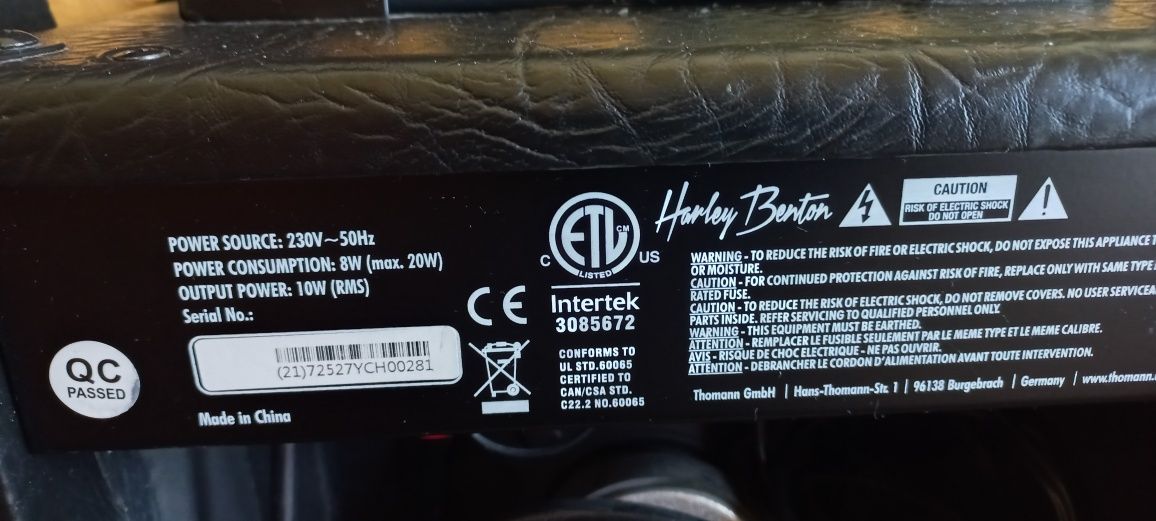 POWER SOURCE: 230V~50Hz
POWER CONSUMPTION: 8W (max. 20W)
OUTPUT POWER: 10W (RMS)
Serial No.:
(21)72527YCH00281
Made in China
QC
PASSED
CE
ETL CM
C US
LISTED
Intertek
3085672
CONFORMS TO
UL STD.60065
CERTIFIED TO
CAN/CSA STD.
C22.2 NO.60065
Harley Benton
CAUTION
RISK OF ELECTRIC SHOCK
DO NOT OPEN
WARNING - TO REDUCE THE RISK OF FIRE OR ELECTRIC SHOCK, DO NOT EXPOSE THIS APPLIANCE T
OR MOISTURE.
CAUTION - FOR CONTINUED PROTECTION AGAINST RISK OF FIRE, REPLACE ONLY WITH SAME TYPE
RATED FUSE.
CAUTION - TO REDUCE THE RISK OF ELECTRIC SHOCK, DO NOT REMOVE COVERS. NO USER SERVICEA
PARTS INSIDE. REFER SERVICING TO QUALIFIED PERSONNEL ONLY.
WARNING - THIS EQUIPMENT MUST BE EARTHED.
ATTENTION - REMPLACER LE FUSIBLE SEULEMENT PAR LE MEME TYPE ET LE MEME CALIBRE.
AVIS - RISQUE DE CHOC ELECTRIQUE - NE PAS OUVRIR.
ATTENTION - DEBRANCHER LE CORDON D'ALIMENTATION AVANT TOUTE INTERVENTION.
Thomann GmbH | Hans-Thomann-Str. 1 | 96138 Burgebrach | Germany | www.thomann.